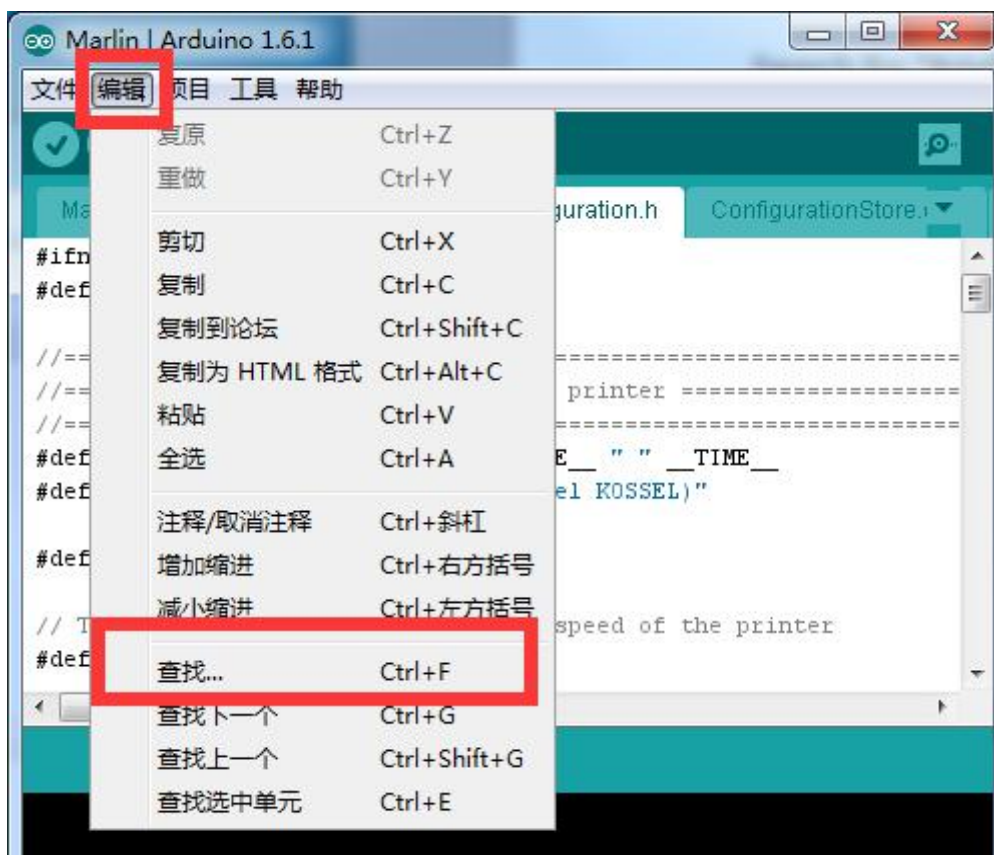 Marlin | Arduino 1.6.1
文件 编辑 项目 工具 帮助
复原 Ctrl+Z
重做 Ctrl+Y
Ma guration.h ConfigurationStore.
剪切 Ctrl+X
#ifn
复制 Ctrl+C
#def
复制到论坛 Ctrl+Shift+C
//== ==============================
复制为 HTML 格式 Ctrl+Alt+C
//== printer ====================
粘贴 Ctrl+V
//== ==============================
全选 Ctrl+A
#def E__ " " __TIME__
#def el KOSSEL)"
注释/取消注释 Ctrl+斜杠
#def
增加缩进 Ctrl+右方括号
减小缩进 Ctrl+左方括号
// T speed of the printer
#def
查找... Ctrl+F
查找下一个 Ctrl+G
查找上一个 Ctrl+Shift+G
查找选中单元 Ctrl+E